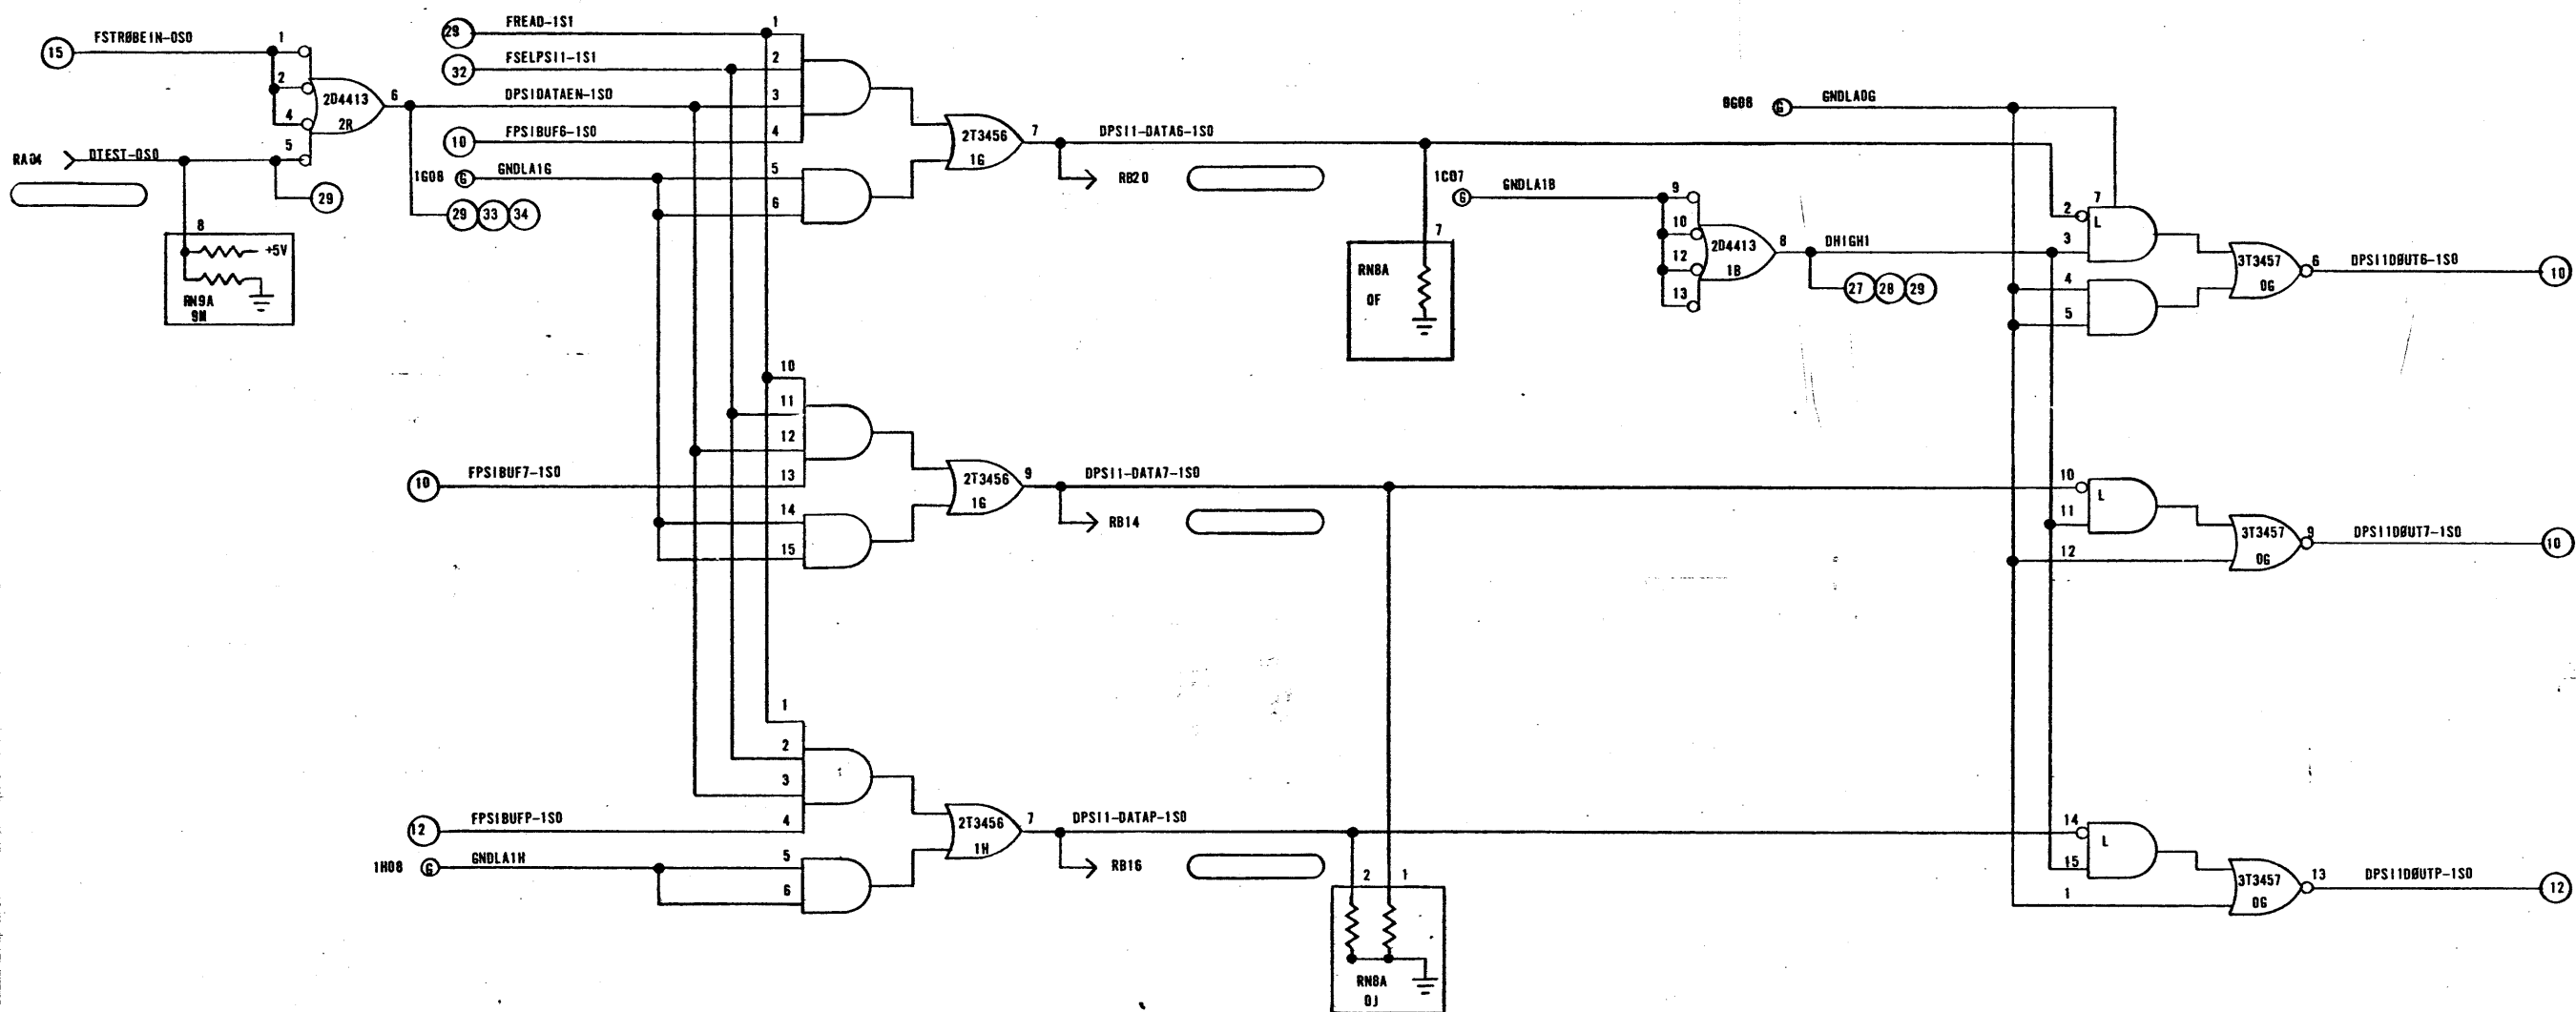 15 FSTRØBEIN-0S0 1
2
4
5
2D4413
2R
6
RA04 DTEST-0S0
29
8
+5V
RN9A
9M
29 FREAD-1S1 1
32 FSELPSI1-1S1 2
DPSIDATAEN-1S0 3
10 FPSIBUF6-1S0 4
1G08 G GNDLA1G 5
6
29 33 34
2T3456
1G
7 DPSI1-DATA6-1S0
RB20
7
RN8A
0F
1C07
G GNDLA1B 9
10
12
13
2D4413
1B
8 DHIGH1
27 28 29
0G08 G GNDLA0G
7
2
L
3
4
5
3T3457
0G
6 DPSI1DØUT6-1S0 10
10
11
12
10 FPSIBUF7-1S0 13
14
15
2T3456
1G
9 DPSI1-DATA7-1S0
RB14
10
L
11
12
3T3457
0G
9 DPSI1DØUT7-1S0 10
1
2
3
12 FPSIBUFP-1S0 4
1H08 G GNDLA1H 5
6
2T3456
1H
7 DPSI1-DATAP-1S0
RB16
2 1
RN8A
0J
14
L
15
1
3T3457
0G
13 DPSI1DØUTP-1S0 12